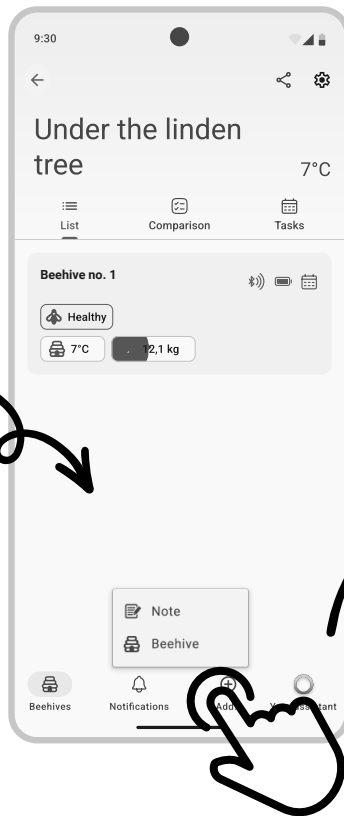 9:30
Under the linden
tree
7°C
List Comparison Tasks
Beehive no. 1
Healthy
7°C 12,1 kg
Note
Beehive
Beehives Notifications Add